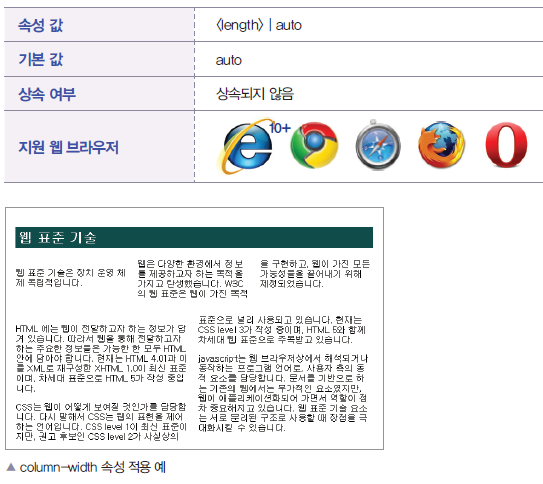 속성 값 〈length〉 | auto
기본 값 auto
상속 여부 상속되지 않음
지원 웹 브라우저 10+
웹 표준 기술
웹 표준 기술은 장치 운영 체
제 독립적입니다.
웹은 다양한 환경에서 정보
를 제공하고자 하는 목적을
가지고 탄생했습니다. W3C
의 웹 표준은 웹이 가진 목적
을 구현하고, 웹이 가진 모든
가능성들을 끌어내기 위해
제정되었습니다.
HTML 에는 웹이 전달하고자 하는 정보가 담
겨 있습니다. 따라서 웹을 통해 전달하고자
하는 주요한 정보들은 가능한 한 모두 HTML
안에 담아야 합니다. 현재는 HTML 4.01과 이
를 XML로 재구성한 XHTML 1.0이 최신 표준
이며, 차세대 표준으로 HTML 5가 작성 중입
니다.
CSS는 웹이 어떻게 보여질 것인가를 담당합
니다. 다시 말해서 CSS는 웹의 표현을 제어
하는 언어입니다. CSS level 1이 최신 표준이
지만, 권고 후보인 CSS level 2가 사실상의
표준으로 널리 사용되고 있습니다. 현재는
CSS level 3가 작성 중이며, HTML 5와 함께
차세대 웹 표준으로 주목받고 있습니다.
javascript는 웹 브라우저상에서 해석되거나
동작하는 프로그램 언어로, 사용자 측의 동
적 요소를 담당합니다. 문서를 기반으로 하
는 기존의 웹에서는 부가적인 요소였지만,
웹이 애플리케이션화되어 가면서 역할이 점
차 중요해지고 있습니다. 웹 표준 기술 요소
는 서로 분리된 구조로 사용할 때 장점을 극
대화시킬 수 있습니다.
▲ column-width 속성 적용 예